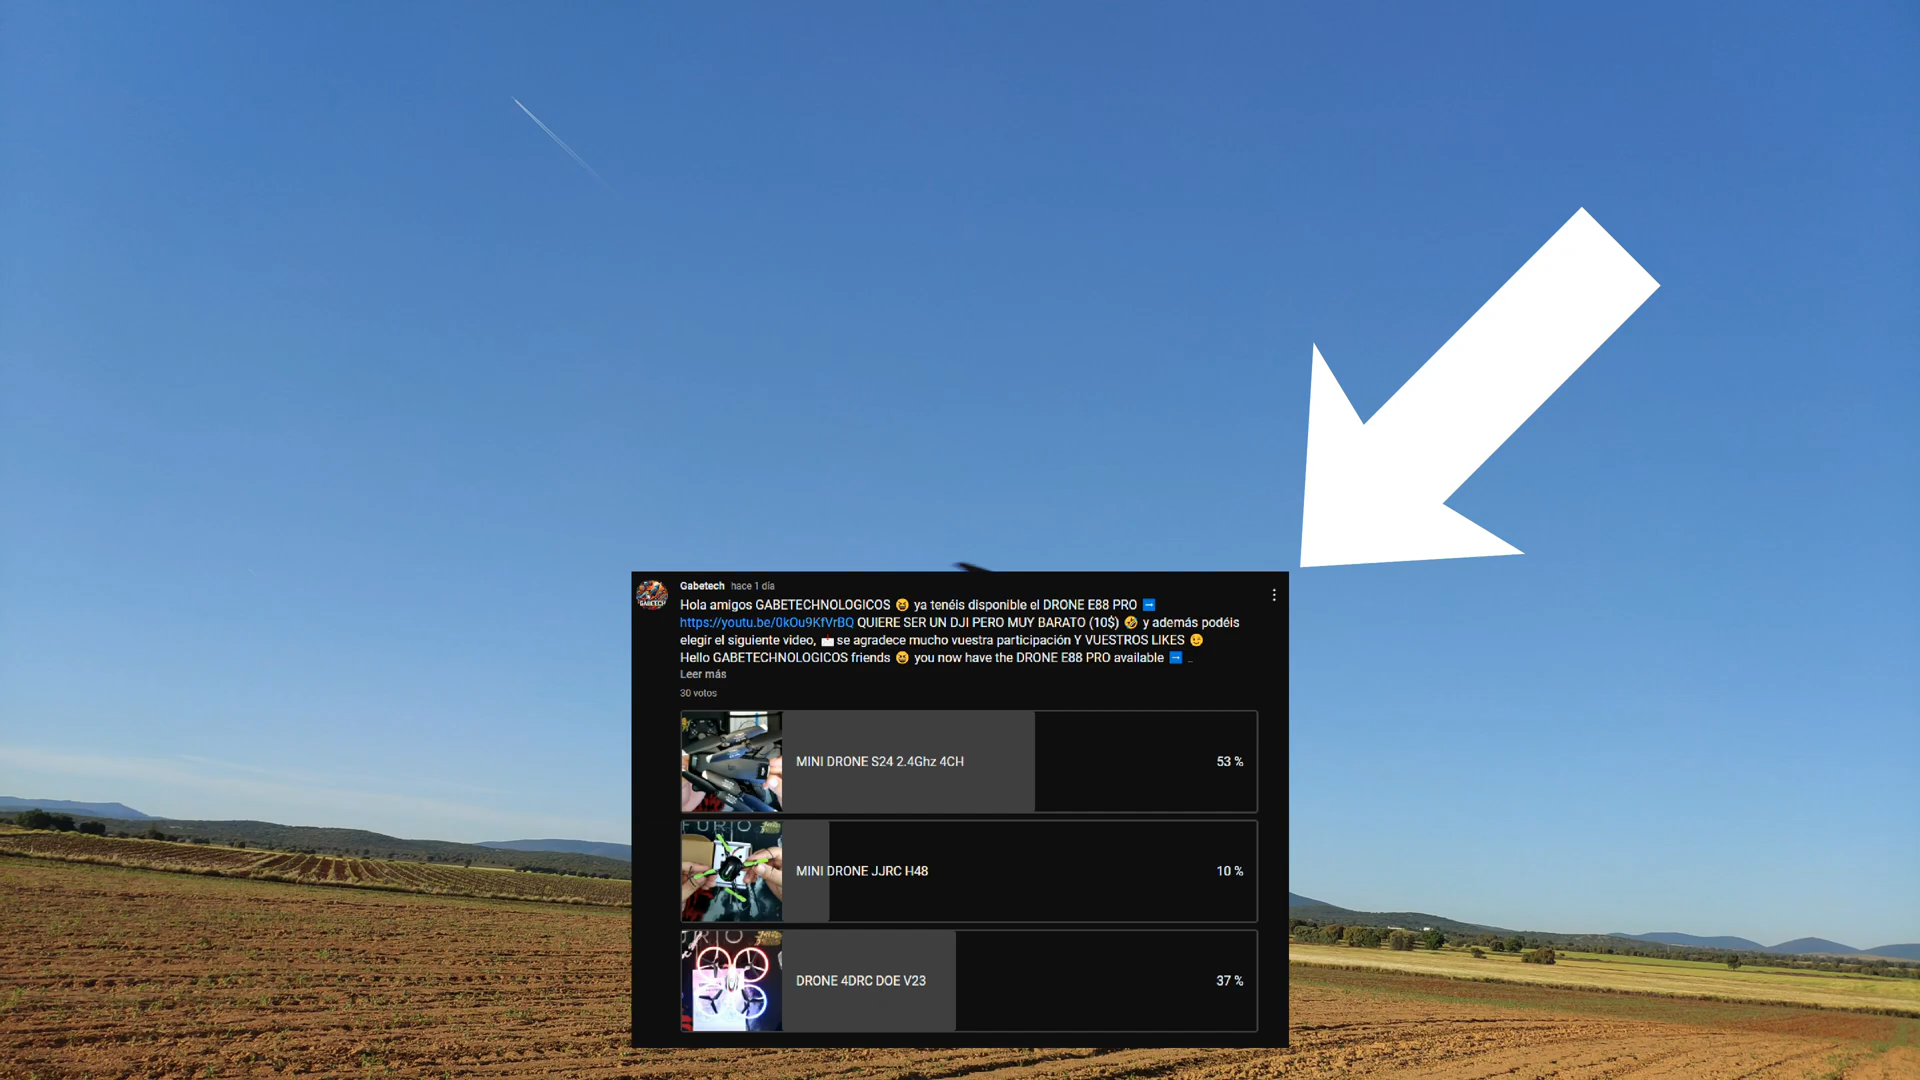 Gabetech hace 1 día
Hola amigos GABETECHNOLOGICOS 😆 ya tenéis disponible el DRONE E88 PRO ➡️
https://youtu.be/0kOu9KfVrBQ QUIERE SER UN DJI PERO MUY BARATO (10$) 🤣 y además podéis
elegir el siguiente video, 📩 se agradece mucho vuestra participación Y VUESTROS LIKES 😉
Hello GABETECHNOLOGICOS friends 😆 you now have the DRONE E88 PRO available ➡️ ...
Leer más
30 votos
MINI DRONE S24 2.4Ghz 4CH 53 %
FURIO
MINI DRONE JJRC H48 10 %
DRONE 4DRC DOE V23 37 %